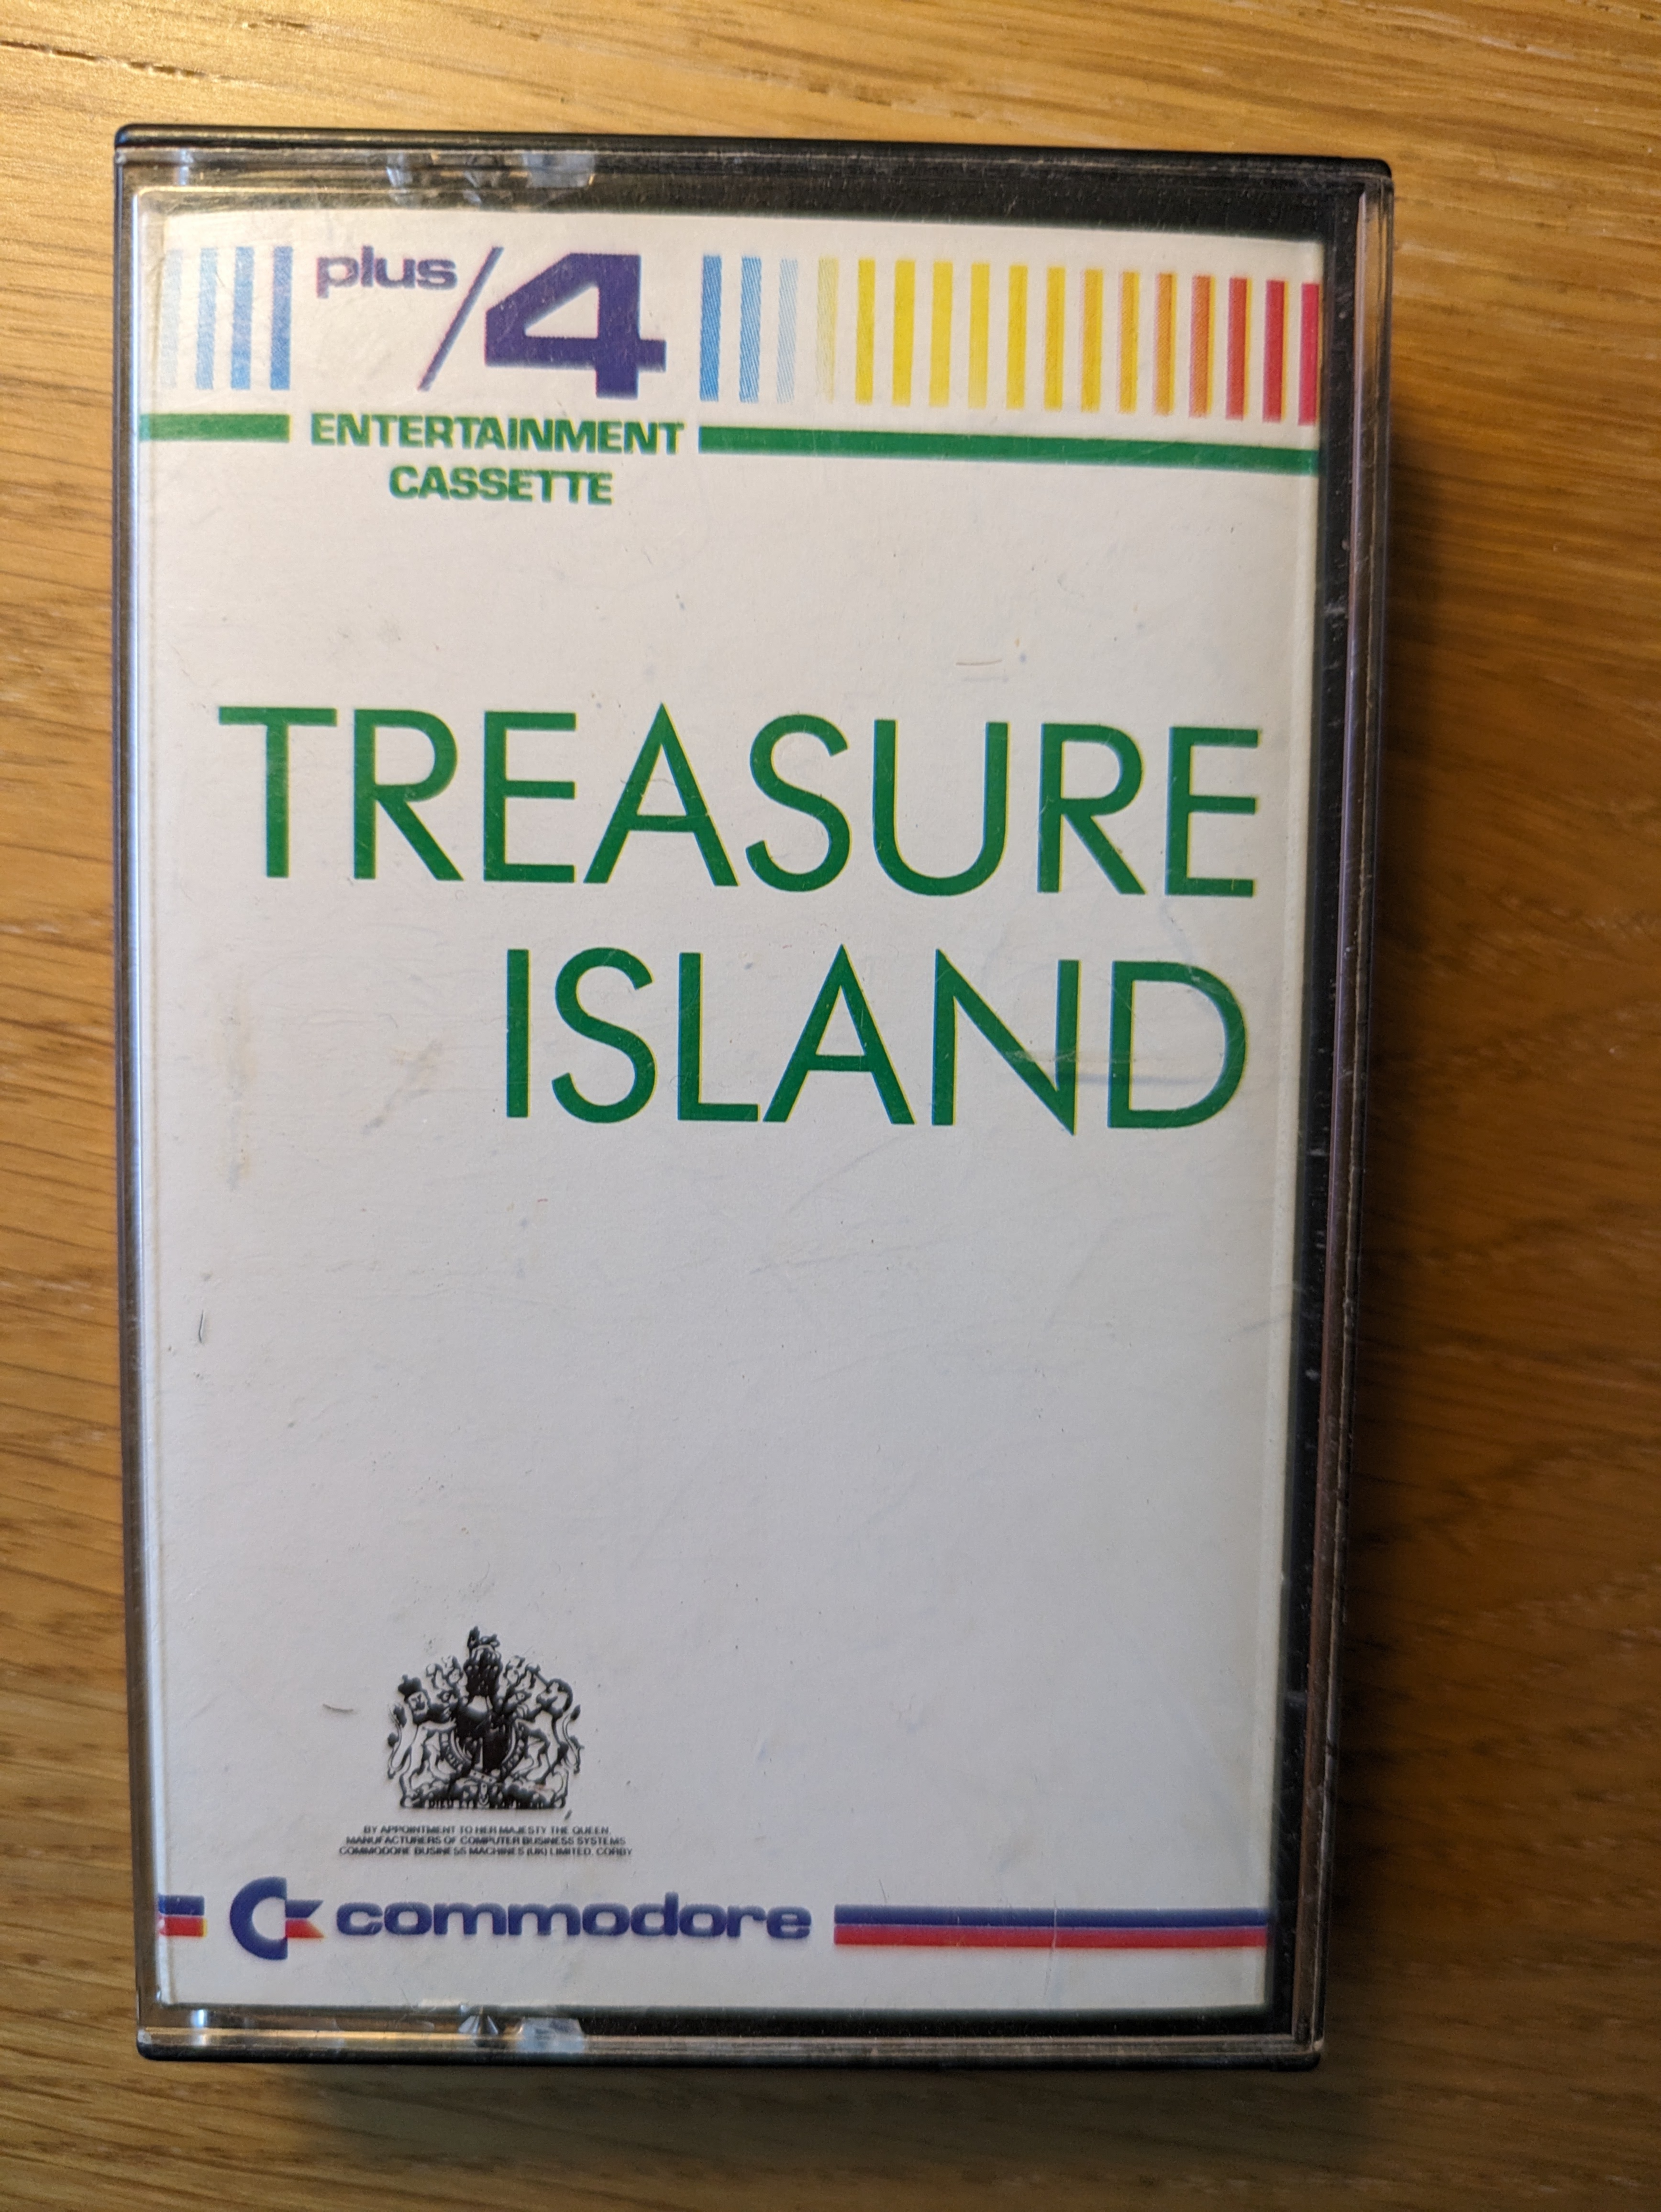 plus/4
ENTERTAINMENT
CASSETTE
TREASURE
ISLAND
BY APPOINTMENT TO HER MAJESTY THE QUEEN.
MANUFACTURERS OF COMPUTER BUSINESS SYSTEMS
COMMODORE BUSINESS MACHINES (UK) LIMITED. CORBY
commodore